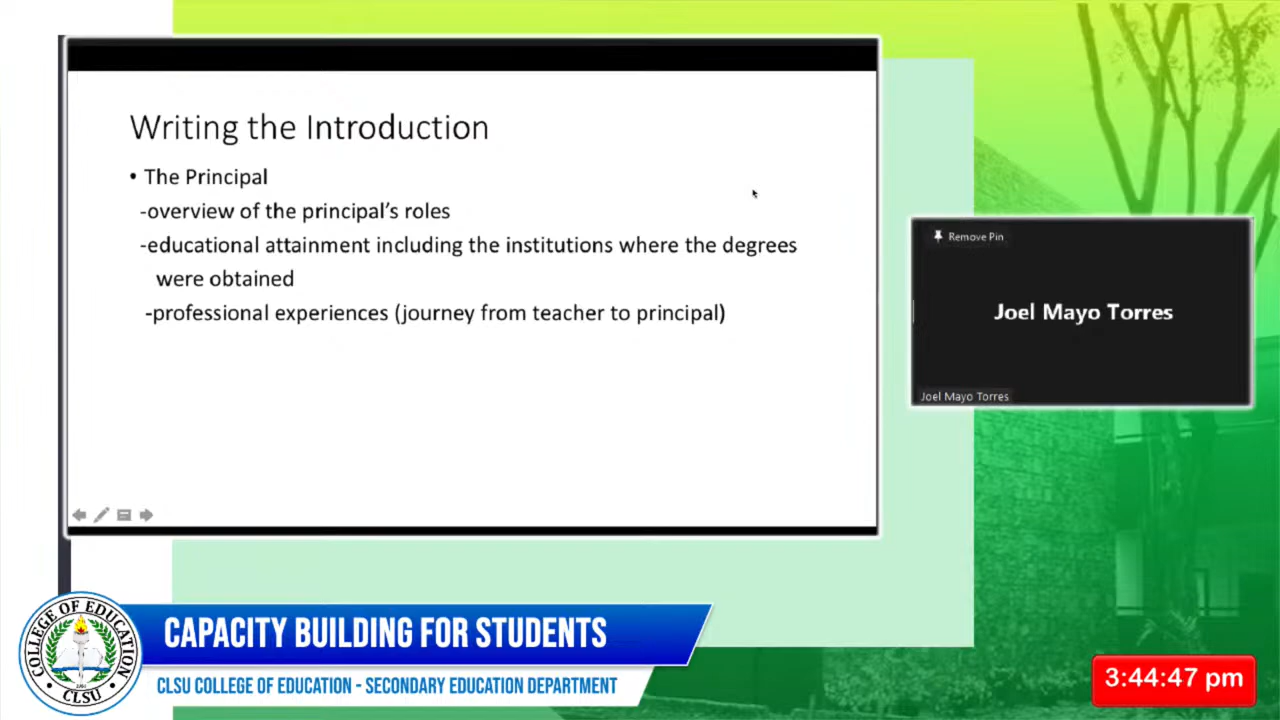 Writing the Introduction
• The Principal
-overview of the principal's roles
-educational attainment including the institutions where the degrees
were obtained
-professional experiences (journey from teacher to principal)
Remove Pin
Joel Mayo Torres
Joel Mayo Torres
COLLEGE OF EDUCATION
CLSU
CAPACITY BUILDING FOR STUDENTS
CLSU COLLEGE OF EDUCATION - SECONDARY EDUCATION DEPARTMENT
3:44:47 pm